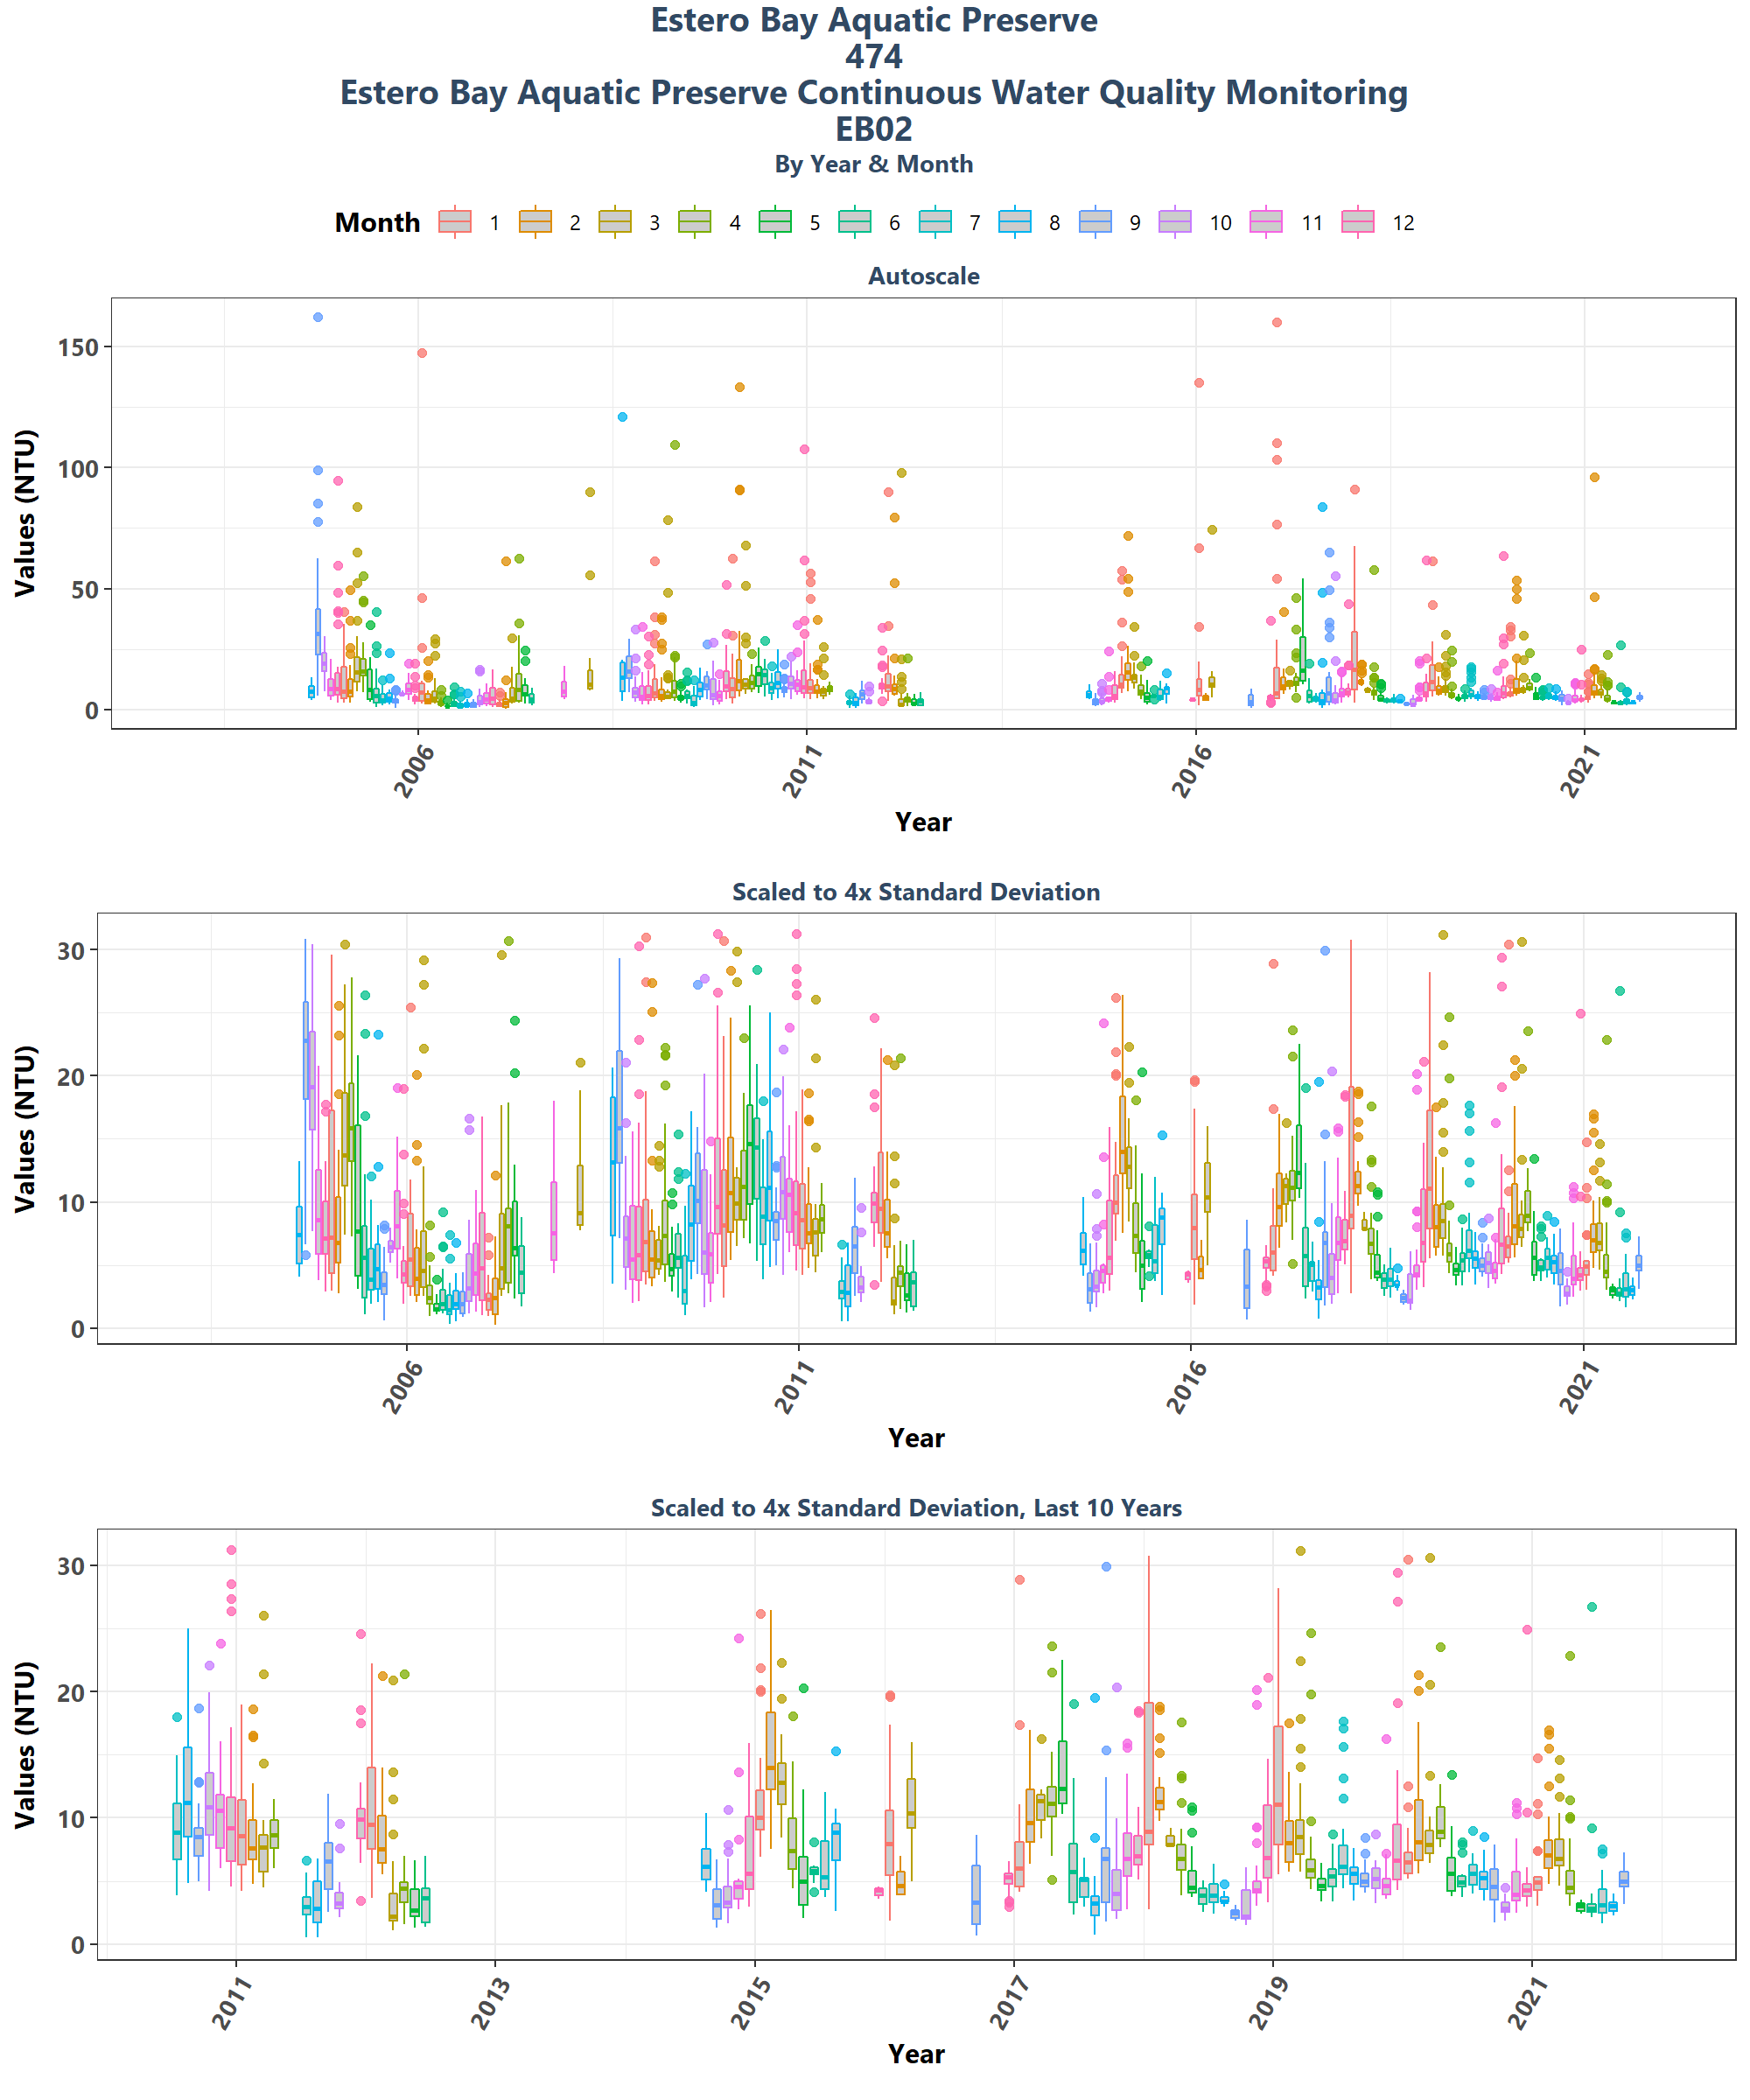 Estero Bay Aquatic Preserve
474
Estero Bay Aquatic Preserve Continuous Water Quality Monitoring
EB02
By Year & Month
Month 1 2 3 4 5 6 7 8 9 10 11 12
Autoscale
Values (NTU)
150
100
50
0
2006 2011 2016 2021
Year
Scaled to 4x Standard Deviation
Values (NTU)
30
20
10
0
2006 2011 2016 2021
Year
Scaled to 4x Standard Deviation, Last 10 Years
Values (NTU)
30
20
10
0
2011 2013 2015 2017 2019 2021
Year